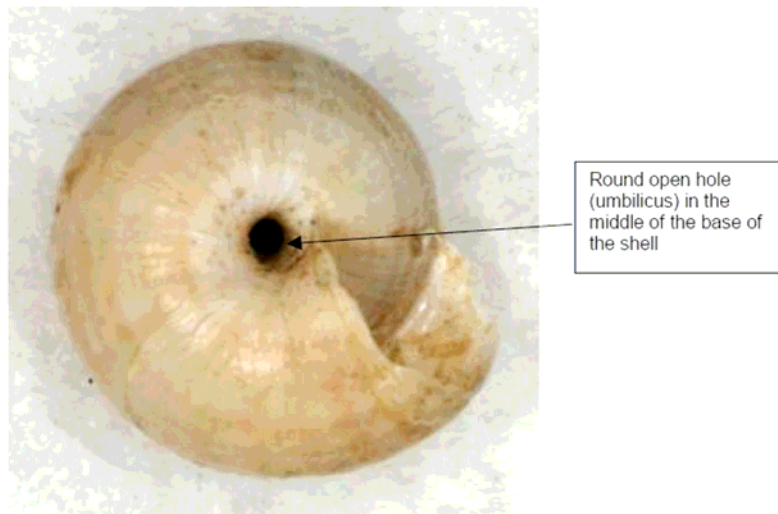 Round open hole
(umbilicus) in the
middle of the base of
the shell